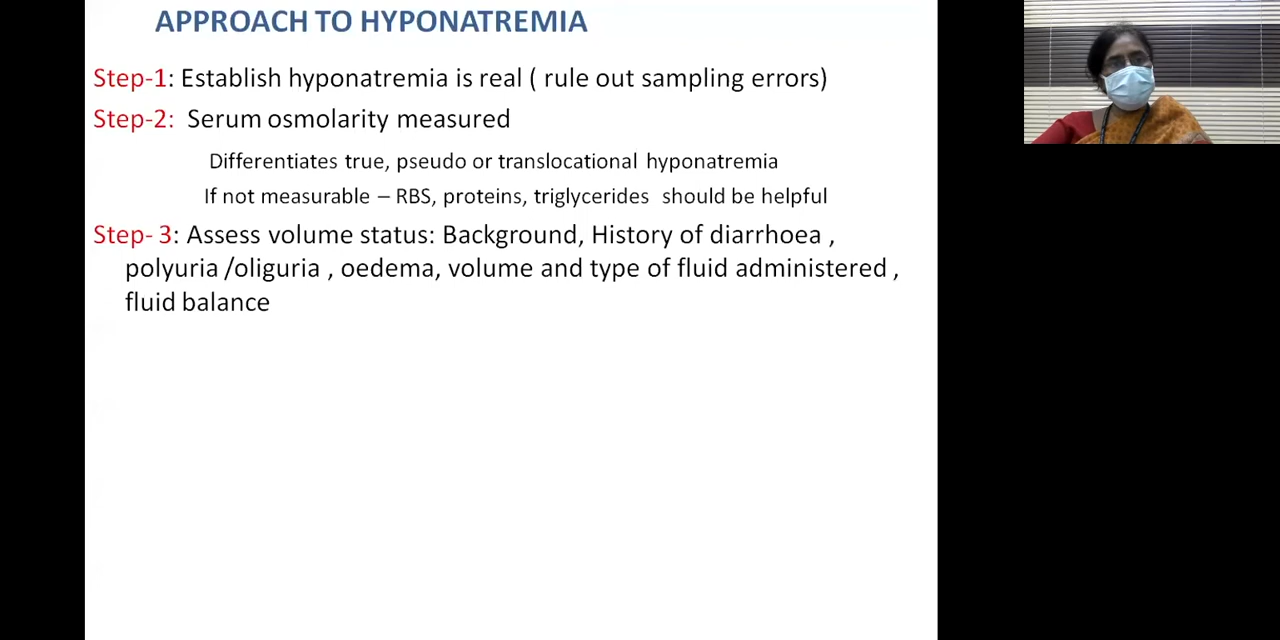 APPROACH TO HYPONATREMIA
Step-1: Establish hyponatremia is real ( rule out sampling errors)
Step-2: Serum osmolarity measured
Differentiates true, pseudo or translocational hyponatremia
If not measurable – RBS, proteins, triglycerides should be helpful
Step- 3: Assess volume status: Background, History of diarrhoea ,
polyuria /oliguria , oedema, volume and type of fluid administered ,
fluid balance